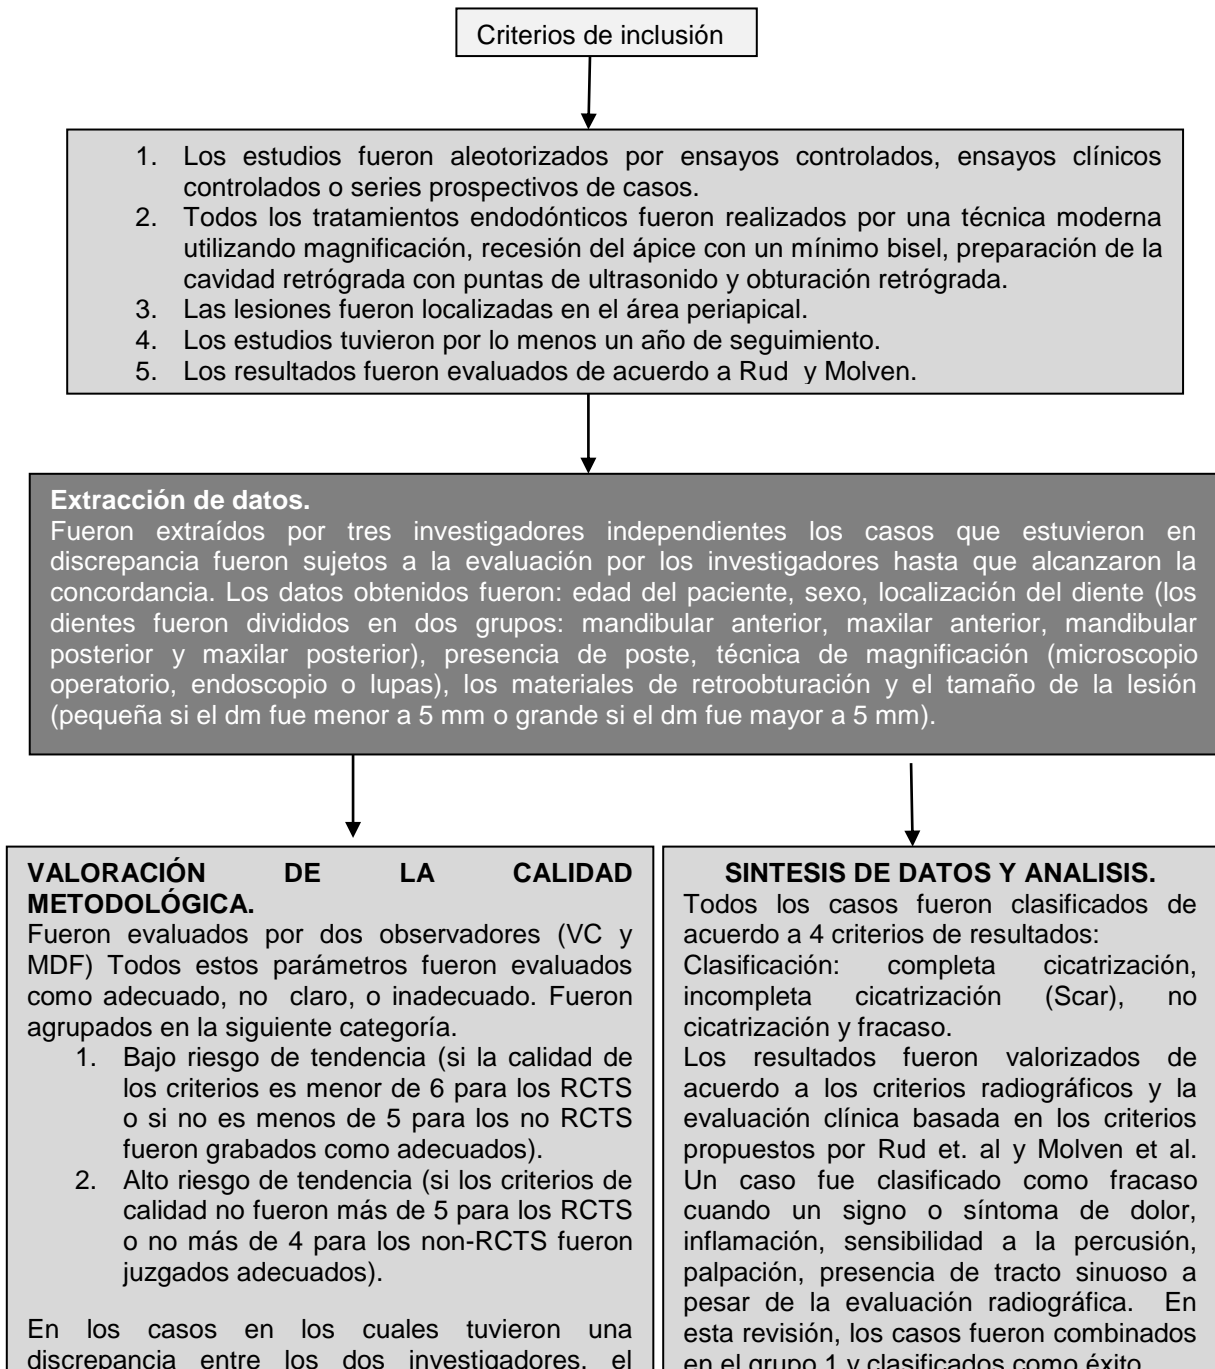 Criterios de inclusión
1. Los estudios fueron aleotorizados por ensayos controlados, ensayos clínicos
controlados o series prospectivos de casos.
2. Todos los tratamientos endodónticos fueron realizados por una técnica moderna
utilizando magnificación, recesión del ápice con un mínimo bisel, preparación de la
cavidad retrógrada con puntas de ultrasonido y obturación retrógrada.
3. Las lesiones fueron localizadas en el área periapical.
4. Los estudios tuvieron por lo menos un año de seguimiento.
5. Los resultados fueron evaluados de acuerdo a Rud y Molven.
Extracción de datos.
Fueron extraídos por tres investigadores independientes los casos que estuvieron en
discrepancia fueron sujetos a la evaluación por los investigadores hasta que alcanzaron la
concordancia. Los datos obtenidos fueron: edad del paciente, sexo, localización del diente (los
dientes fueron divididos en dos grupos: mandibular anterior, maxilar anterior, mandibular
posterior y maxilar posterior), presencia de poste, técnica de magnificación (microscopio
operatorio, endoscopio o lupas), los materiales de retroobturación y el tamaño de la lesión
(pequeña si el dm fue menor a 5 mm o grande si el dm fue mayor a 5 mm).
VALORACIÓN DE LA CALIDAD
METODOLÓGICA.
Fueron evaluados por dos observadores (VC y
MDF) Todos estos parámetros fueron evaluados
como adecuado, no claro, o inadecuado. Fueron
agrupados en la siguiente categoría.
1. Bajo riesgo de tendencia (si la calidad de
los criterios es menor de 6 para los RCTS
o si no es menos de 5 para los no RCTS
fueron grabados como adecuados).
2. Alto riesgo de tendencia (si los criterios de
calidad no fueron más de 5 para los RCTS
o no más de 4 para los non-RCTS fueron
juzgados adecuados).
En los casos en los cuales tuvieron una
discrepancia entre los dos investigadores, el
SINTESIS DE DATOS Y ANALISIS.
Todos los casos fueron clasificados de
acuerdo a 4 criterios de resultados:
Clasificación: completa cicatrización,
incompleta cicatrización (Scar), no
cicatrización y fracaso.
Los resultados fueron valorizados de
acuerdo a los criterios radiográficos y la
evaluación clínica basada en los criterios
propuestos por Rud et. al y Molven et al.
Un caso fue clasificado como fracaso
cuando un signo o síntoma de dolor,
inflamación, sensibilidad a la percusión,
palpación, presencia de tracto sinuoso a
pesar de la evaluación radiográfica. En
esta revisión, los casos fueron combinados
en el grupo 1 y clasificados como éxito